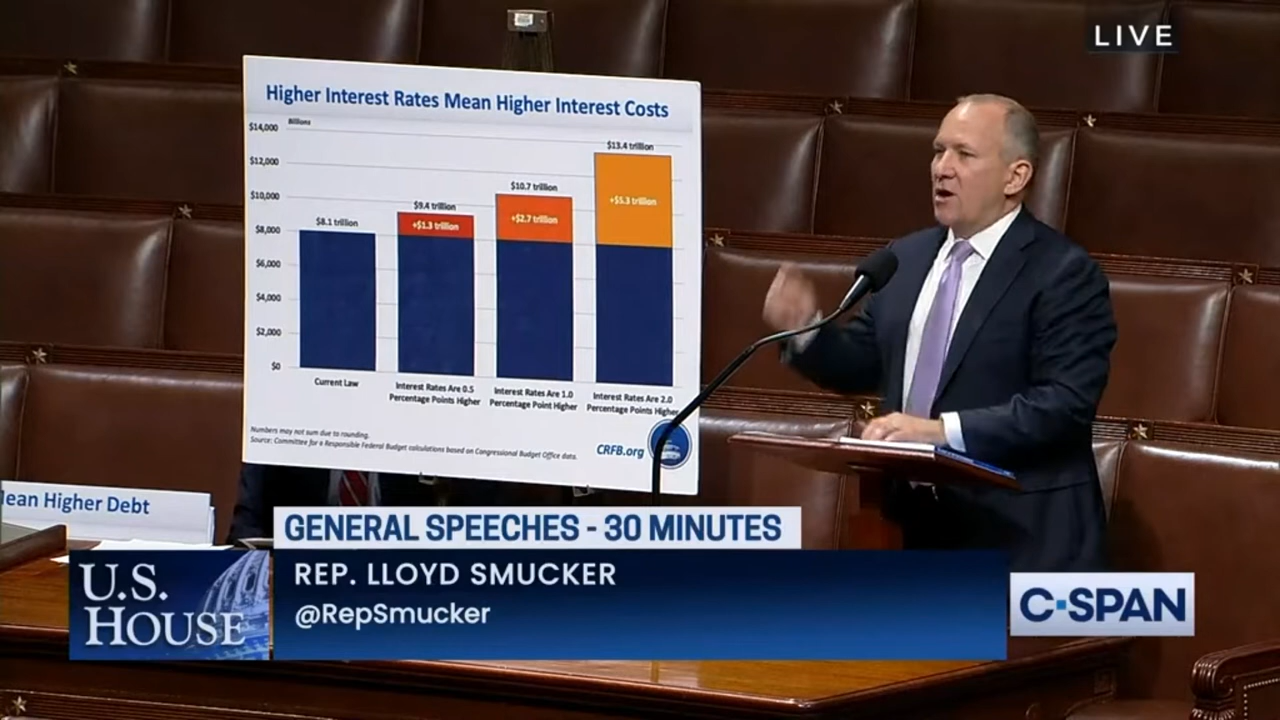 LIVE
Higher Interest Rates Mean Higher Interest Costs
Billions
$14,000
$12,000
$10,000
$8,000
$6,000
$4,000
$2,000
$0
$8.1 trillion
$9.4 trillion
+$1.3 trillion
$10.7 trillion
+$2.7 trillion
$13.4 trillion
+$5.3 trillion
Current Law
Interest Rates Are 0.5
Percentage Points Higher
Interest Rates Are 1.0
Percentage Point Higher
Interest Rates Are 2.0
Percentage Points Higher
Numbers may not sum due to rounding.
Source: Committee for a Responsible Federal Budget calculations based on Congressional Budget Office data.
CRFB.org
ean Higher Debt
GENERAL SPEECHES - 30 MINUTES
U.S.
HOUSE
REP. LLOYD SMUCKER
@RepSmucker
C-SPAN